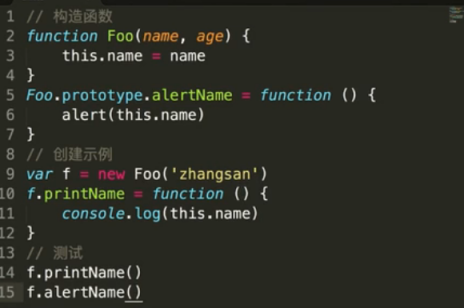 1 // 构造函数
2 function Foo(name, age) {
3     this.name = name
4 }
5 Foo.prototype.alertName = function () {
6     alert(this.name)
7 }
8 // 创建示例
9 var f = new Foo('zhangsan')
10 f.printName = function () {
11     console.log(this.name)
12 }
13 // 测试
14 f.printName()
15 f.alertName()